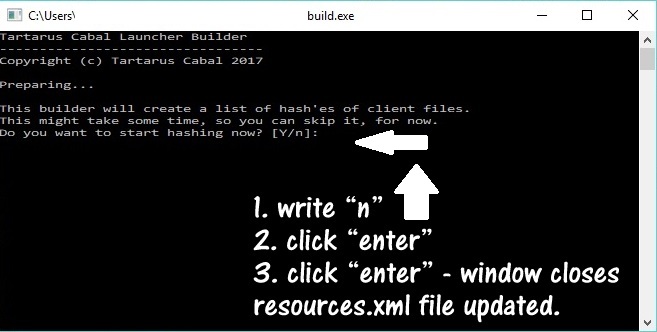 C:\Users\ build.exe
Tartarus Cabal Launcher Builder
---------------------------------
Copyright (c) Tartarus Cabal 2017
Preparing...
This builder will create a list of hash'es of client files.
This might take some time, so you can skip it, for now.
Do you want to start hashing now? [Y/n]:
1. write “n”
2. click “enter”
3. click “enter” - window closes
resources.xml file updated.